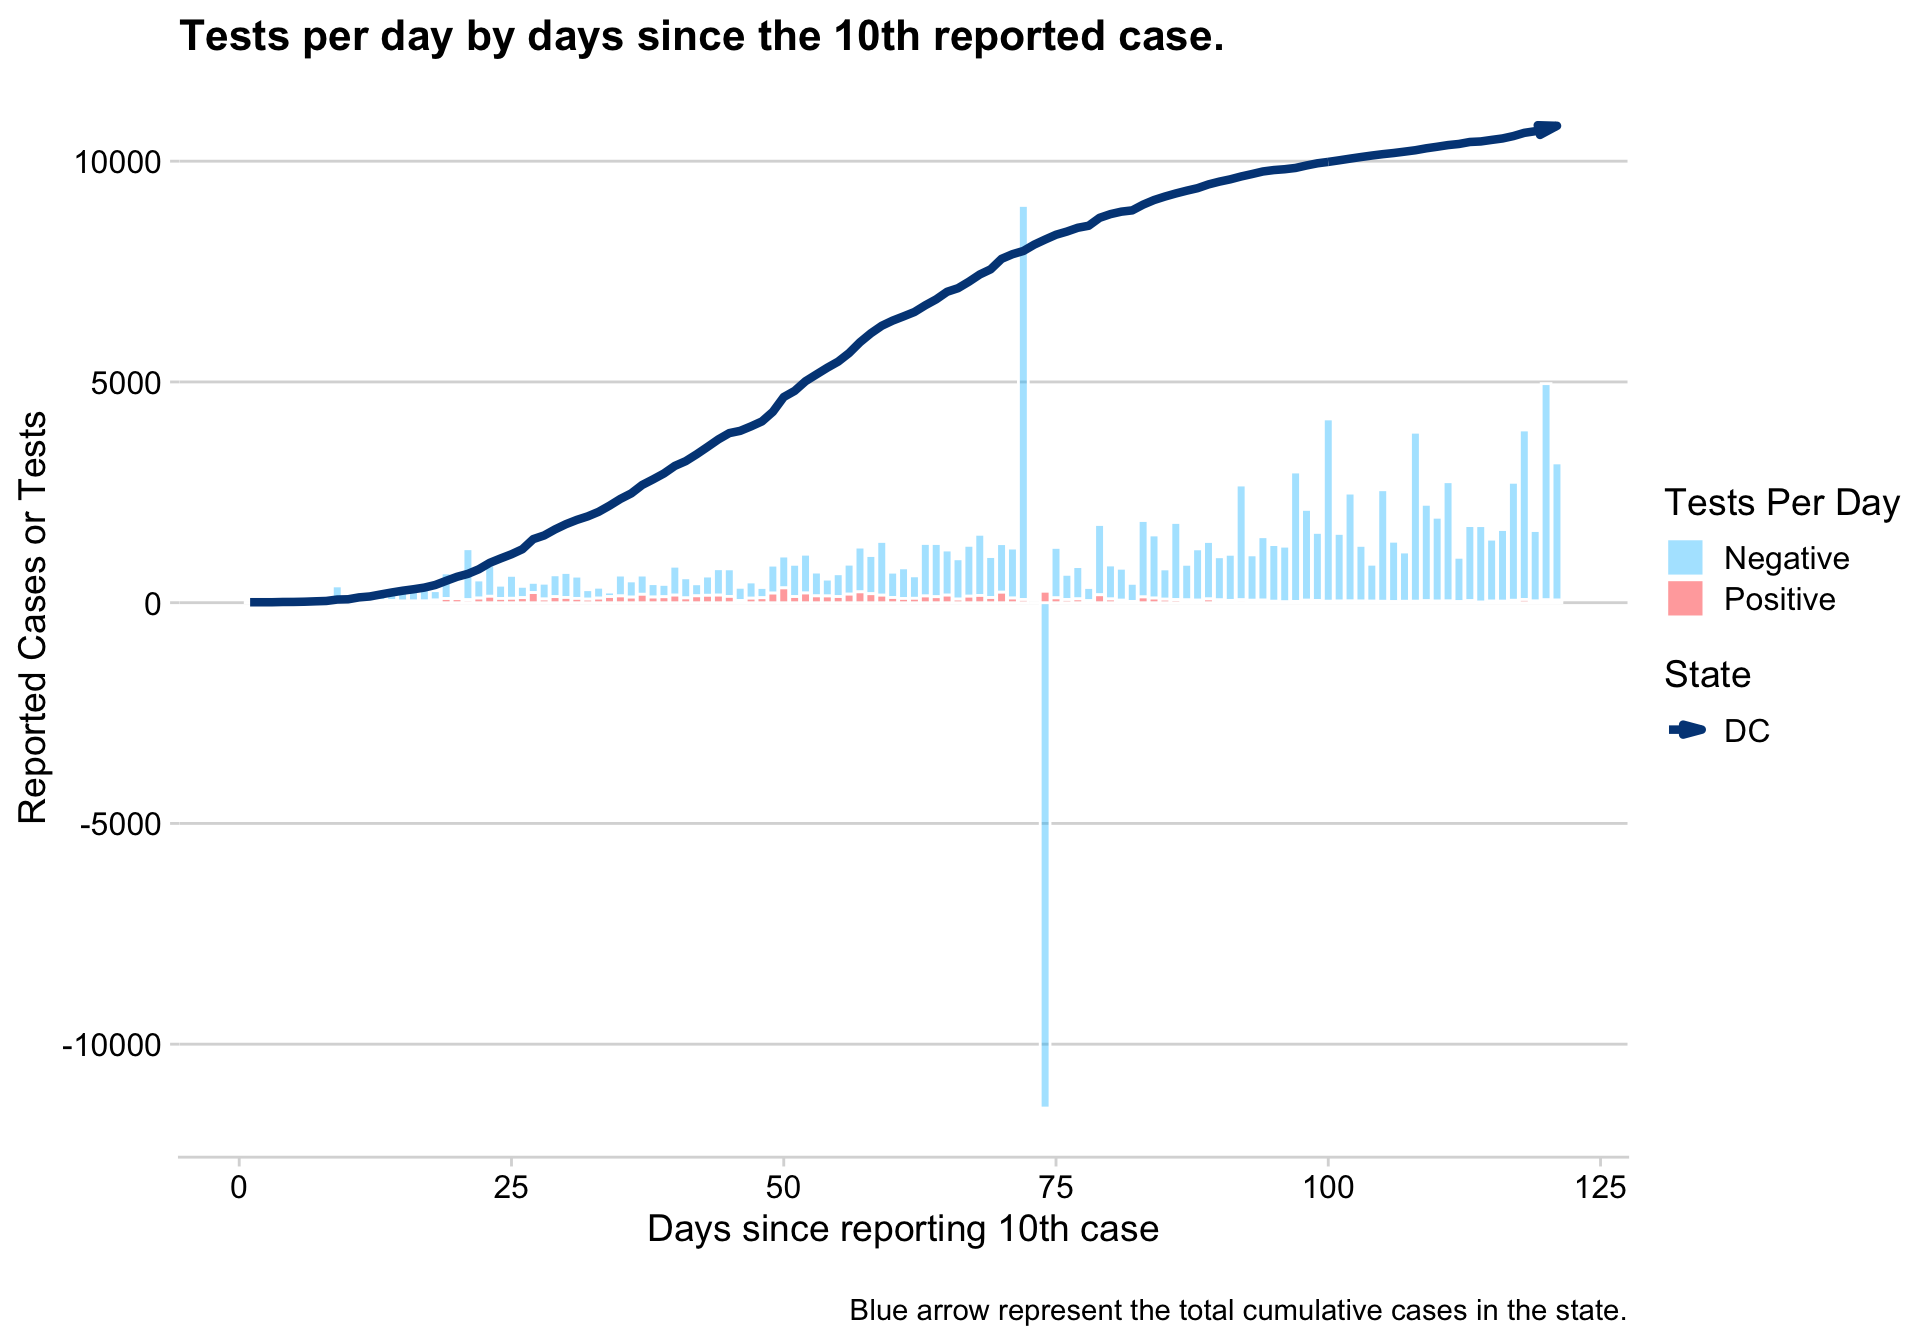 Tests per day by days since the 10th reported case.
Reported Cases or Tests
10000
5000
0
-5000
-10000
0 25 50 75 100 125
Days since reporting 10th case
Tests Per Day
Negative
Positive
State
DC
Blue arrow represent the total cumulative cases in the state.